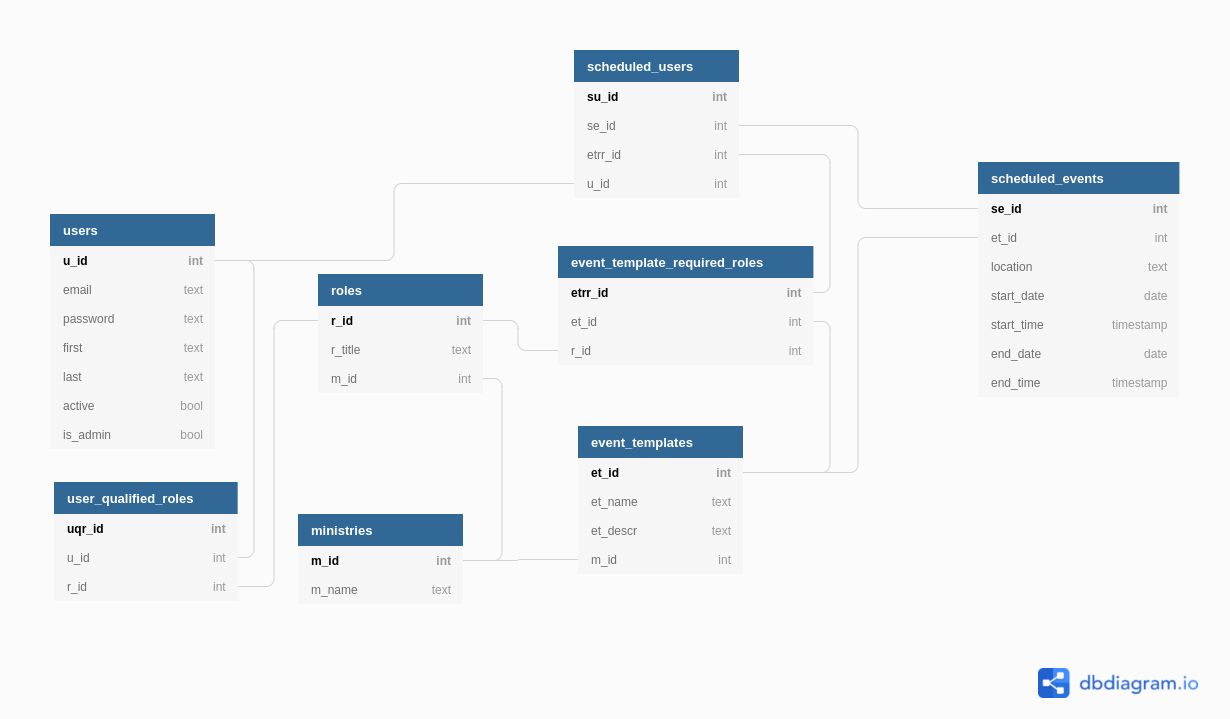 scheduled_users
su_id int
se_id int
etrr_id int
u_id int
scheduled_events
se_id int
et_id int
location text
start_date date
start_time timestamp
end_date date
end_time timestamp
users
u_id int
email text
password text
first text
last text
active bool
is_admin bool
event_template_required_roles
etrr_id int
et_id int
r_id int
roles
r_id int
r_title text
m_id int
event_templates
et_id int
et_name text
et_descr text
m_id int
user_qualified_roles
uqr_id int
u_id int
r_id int
ministries
m_id int
m_name text
dbdiagram.io